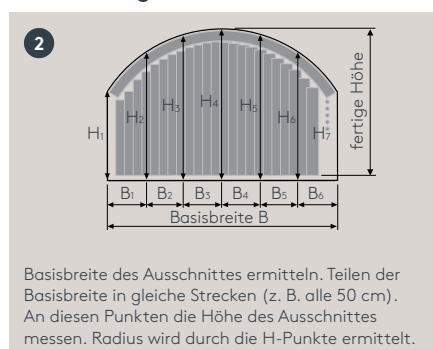 2
fertige Höhe
H1
H2
H3
H4
H5
H6
H7
B1 B2 B3 B4 B5 B6
Basisbreite B
Basisbreite des Ausschnittes ermitteln. Teilen der
Basisbreite in gleiche Strecken (z. B. alle 50 cm).
An diesen Punkten die Höhe des Ausschnittes
messen. Radius wird durch die H-Punkte ermittelt.